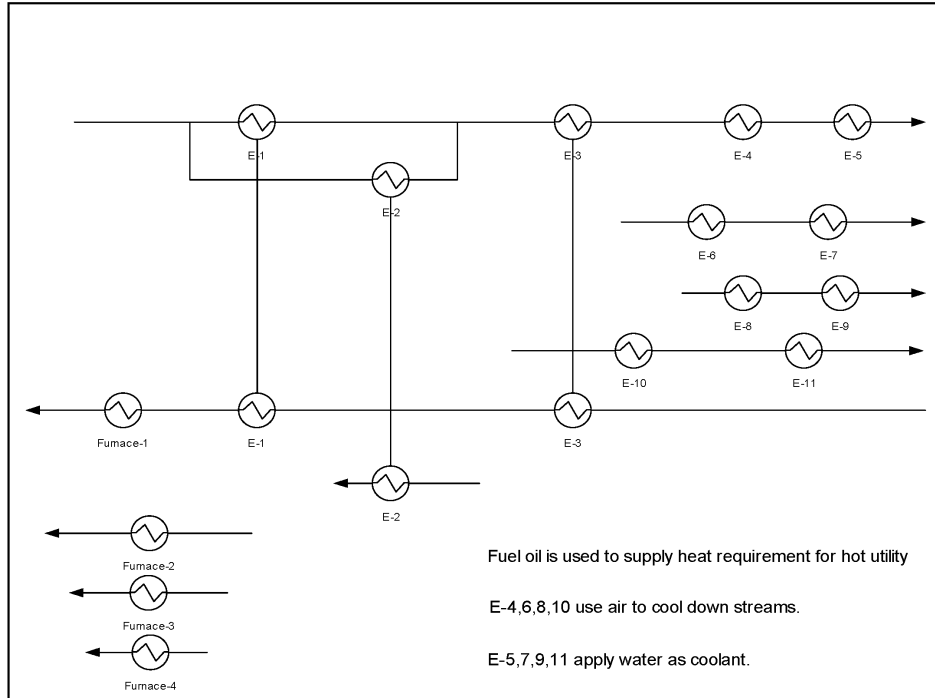 E-1
E-3
E-4
E-5
E-2
E-6
E-7
E-8
E-9
E-10
E-11
Furnace-1
E-1
E-3
E-2
Furnace-2
Fuel oil is used to supply heat requirement for hot utility
E-4,6,8,10 use air to cool down streams.
Furnace-3
E-5,7,9,11 apply water as coolant.
Furnace-4